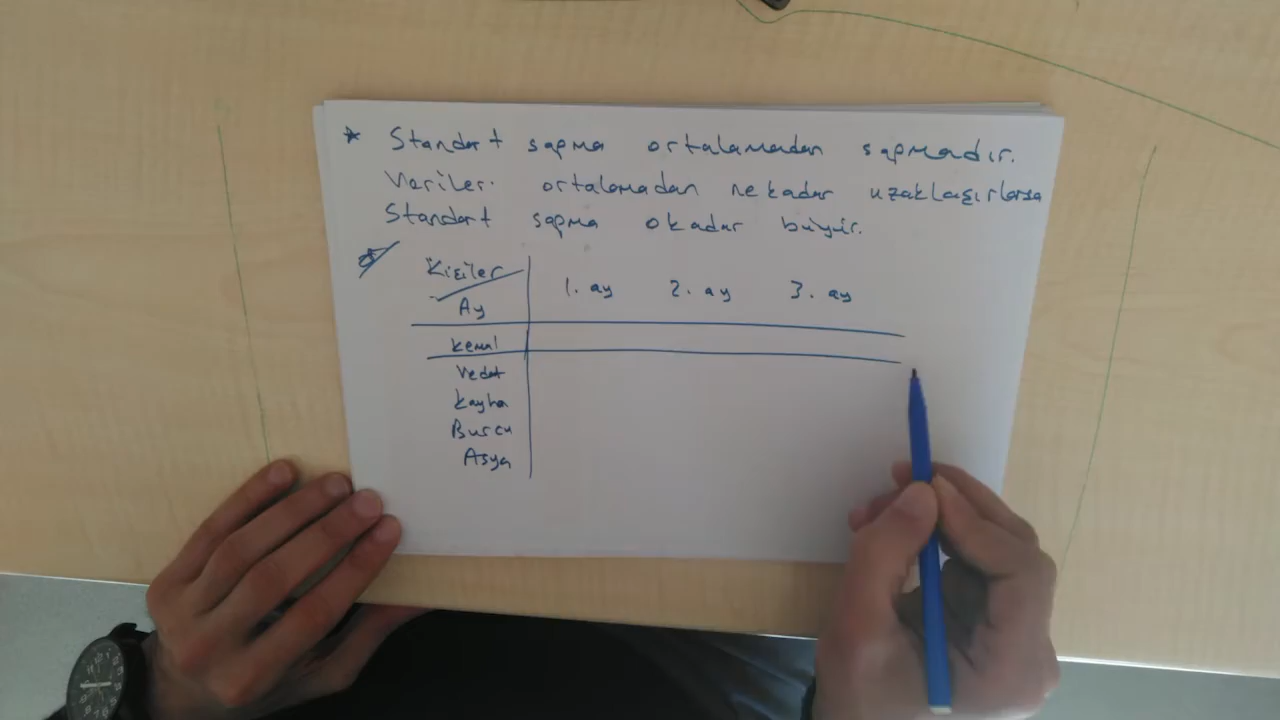 * Standart sapma ortalamadan sapmadır.
Veriler ortalamadan ne kadar uzaklaşırlarsa
Standart sapma o kadar büyür.
Kişiler
1. ay 2. ay 3. ay
Ay
Kemal
Vedat
Kayha
Burcu
Asya